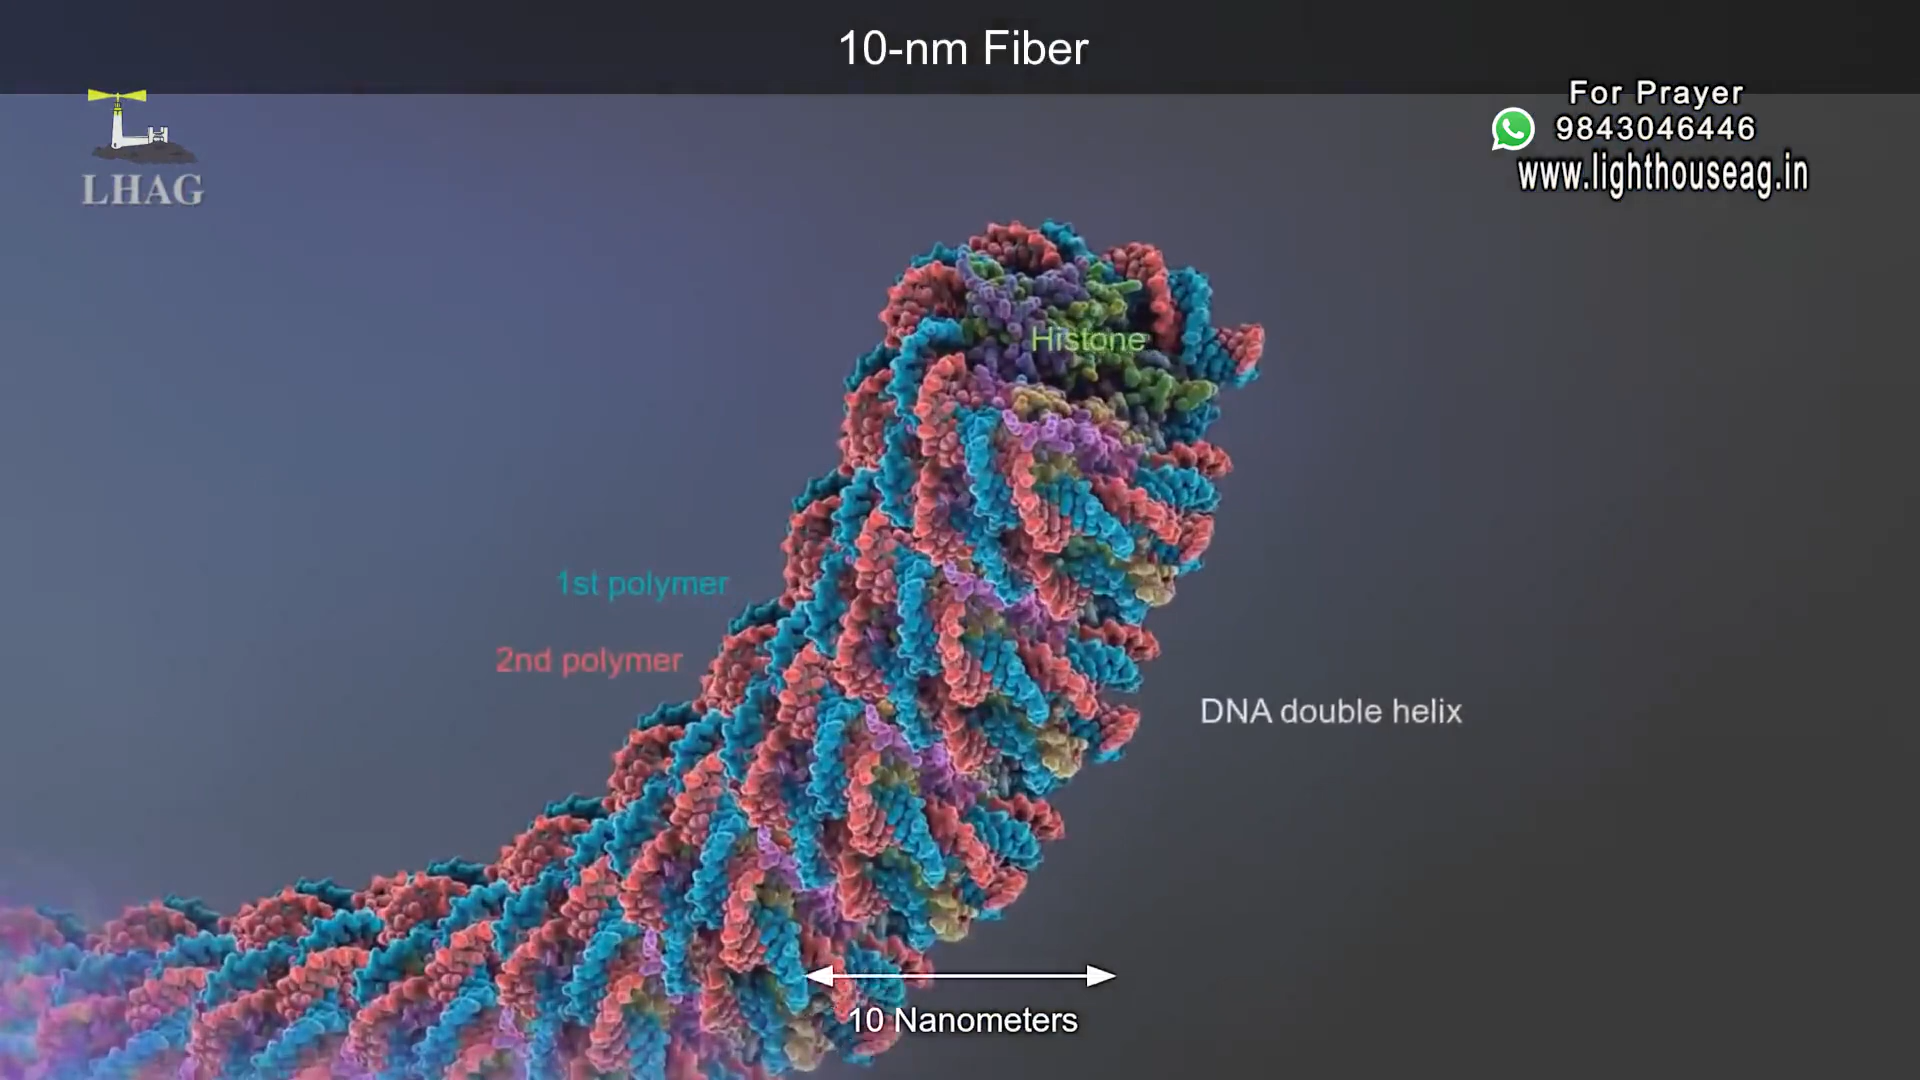 10-nm Fiber
LHAG
For Prayer
9843046446
www.lighthouseag.in
Histone
1st polymer
2nd polymer
DNA double helix
10 Nanometers